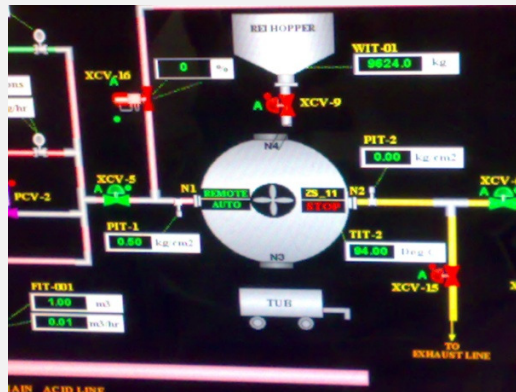 REI HOPPER
WIT-01
9624.0 kg
XCV-16
A
0 %
A XCV-9
N4
PIT-2
0.00 kg/cm2
XCV-5
A
N1
REMOTE
AUTO
ZS_11
STOP
N2
A
PCV-2
PIT-1
0.50 kg/cm2
TIT-2
94.00 Deg C
N3
A
XCV-15
FIT-001
1.00 m3
0.01 m3/hr
TUB
TO
EXHAUST LINE
ACID LINE